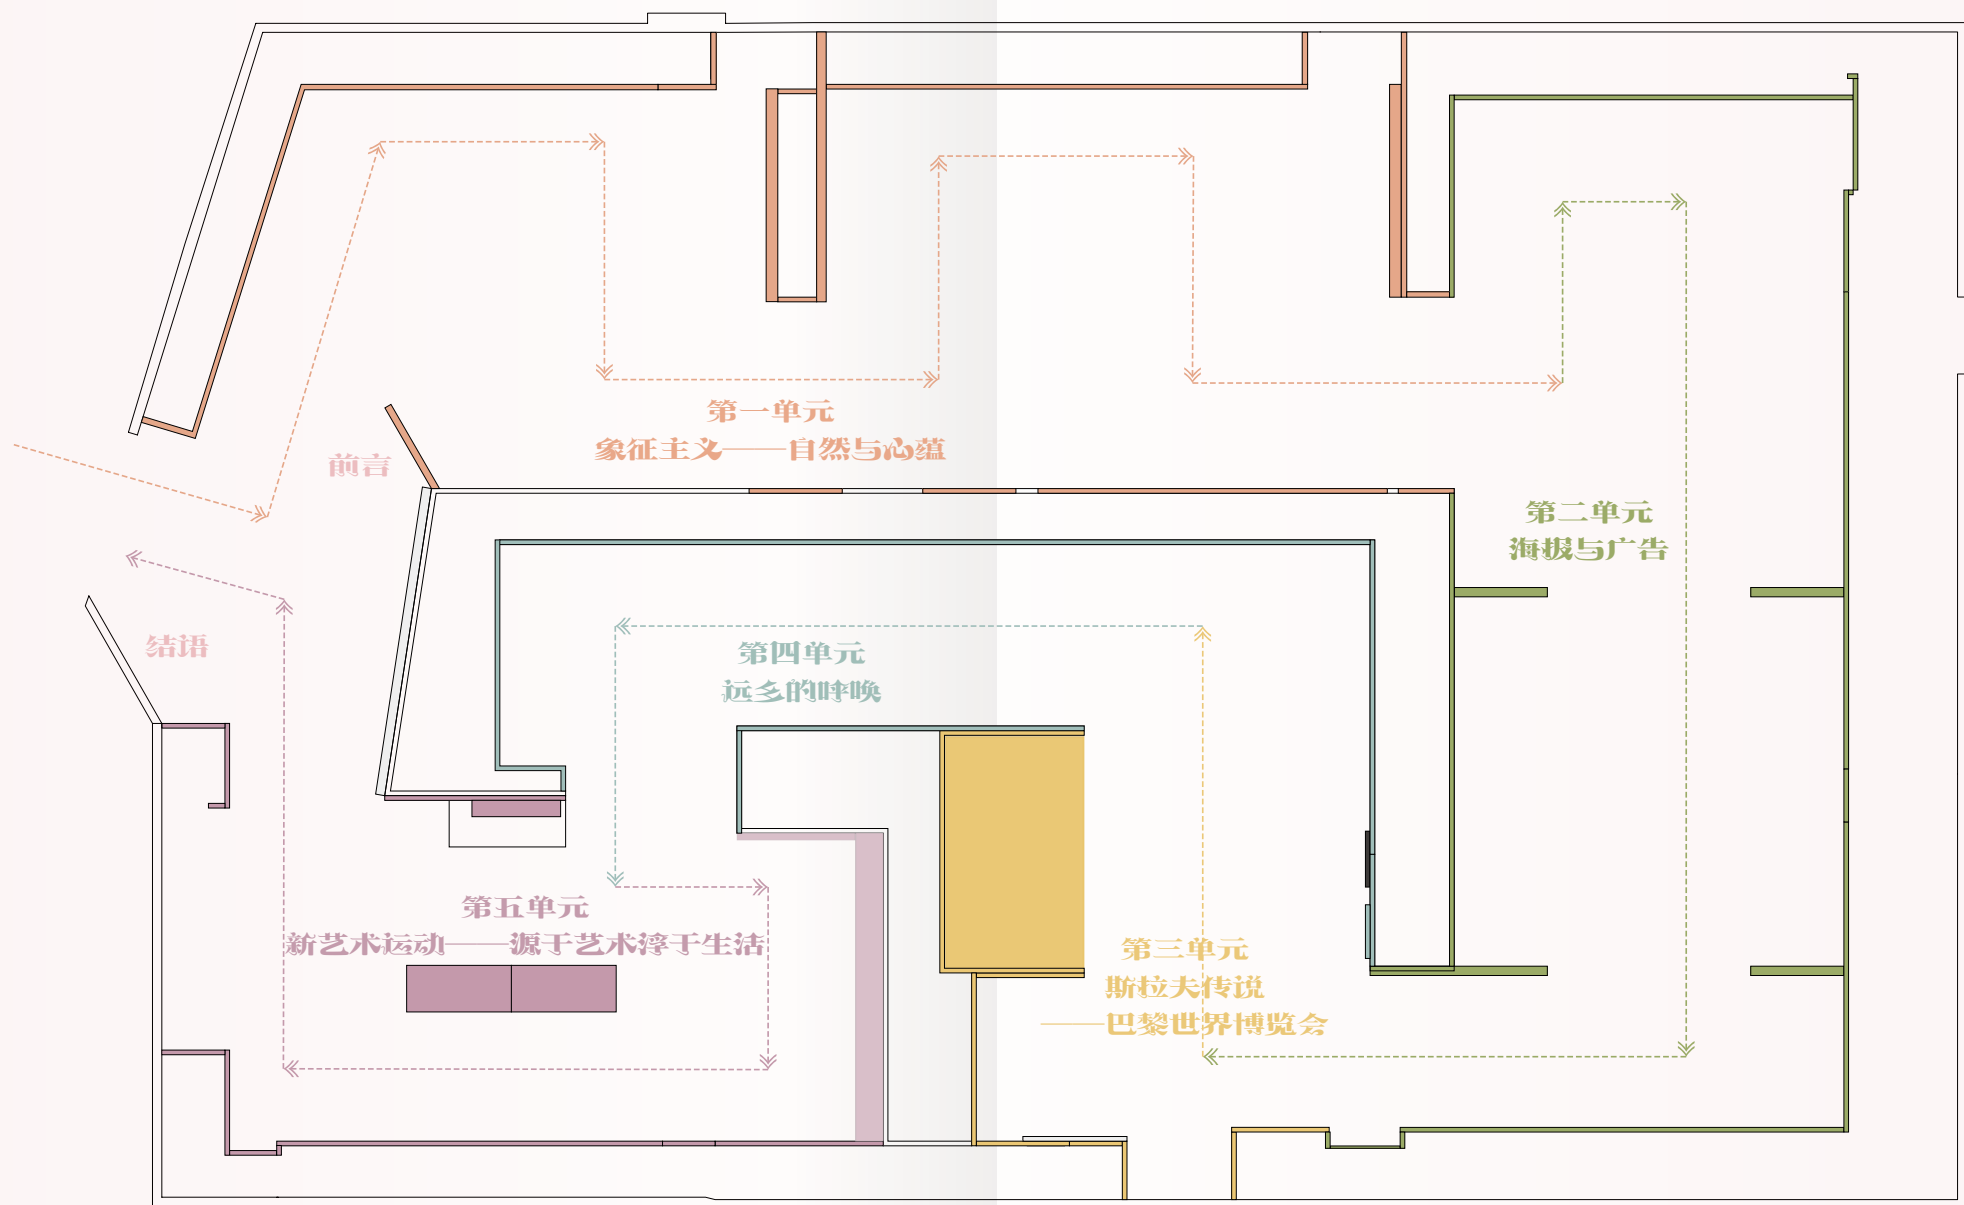 前言
第一单元
象征主义——自然与心蕴
第二单元
海报与广告
第三单元
斯拉夫传说
——巴黎世界博览会
第四单元
远乡的呼唤
第五单元
新艺术运动——源于艺术淳于生活
结语